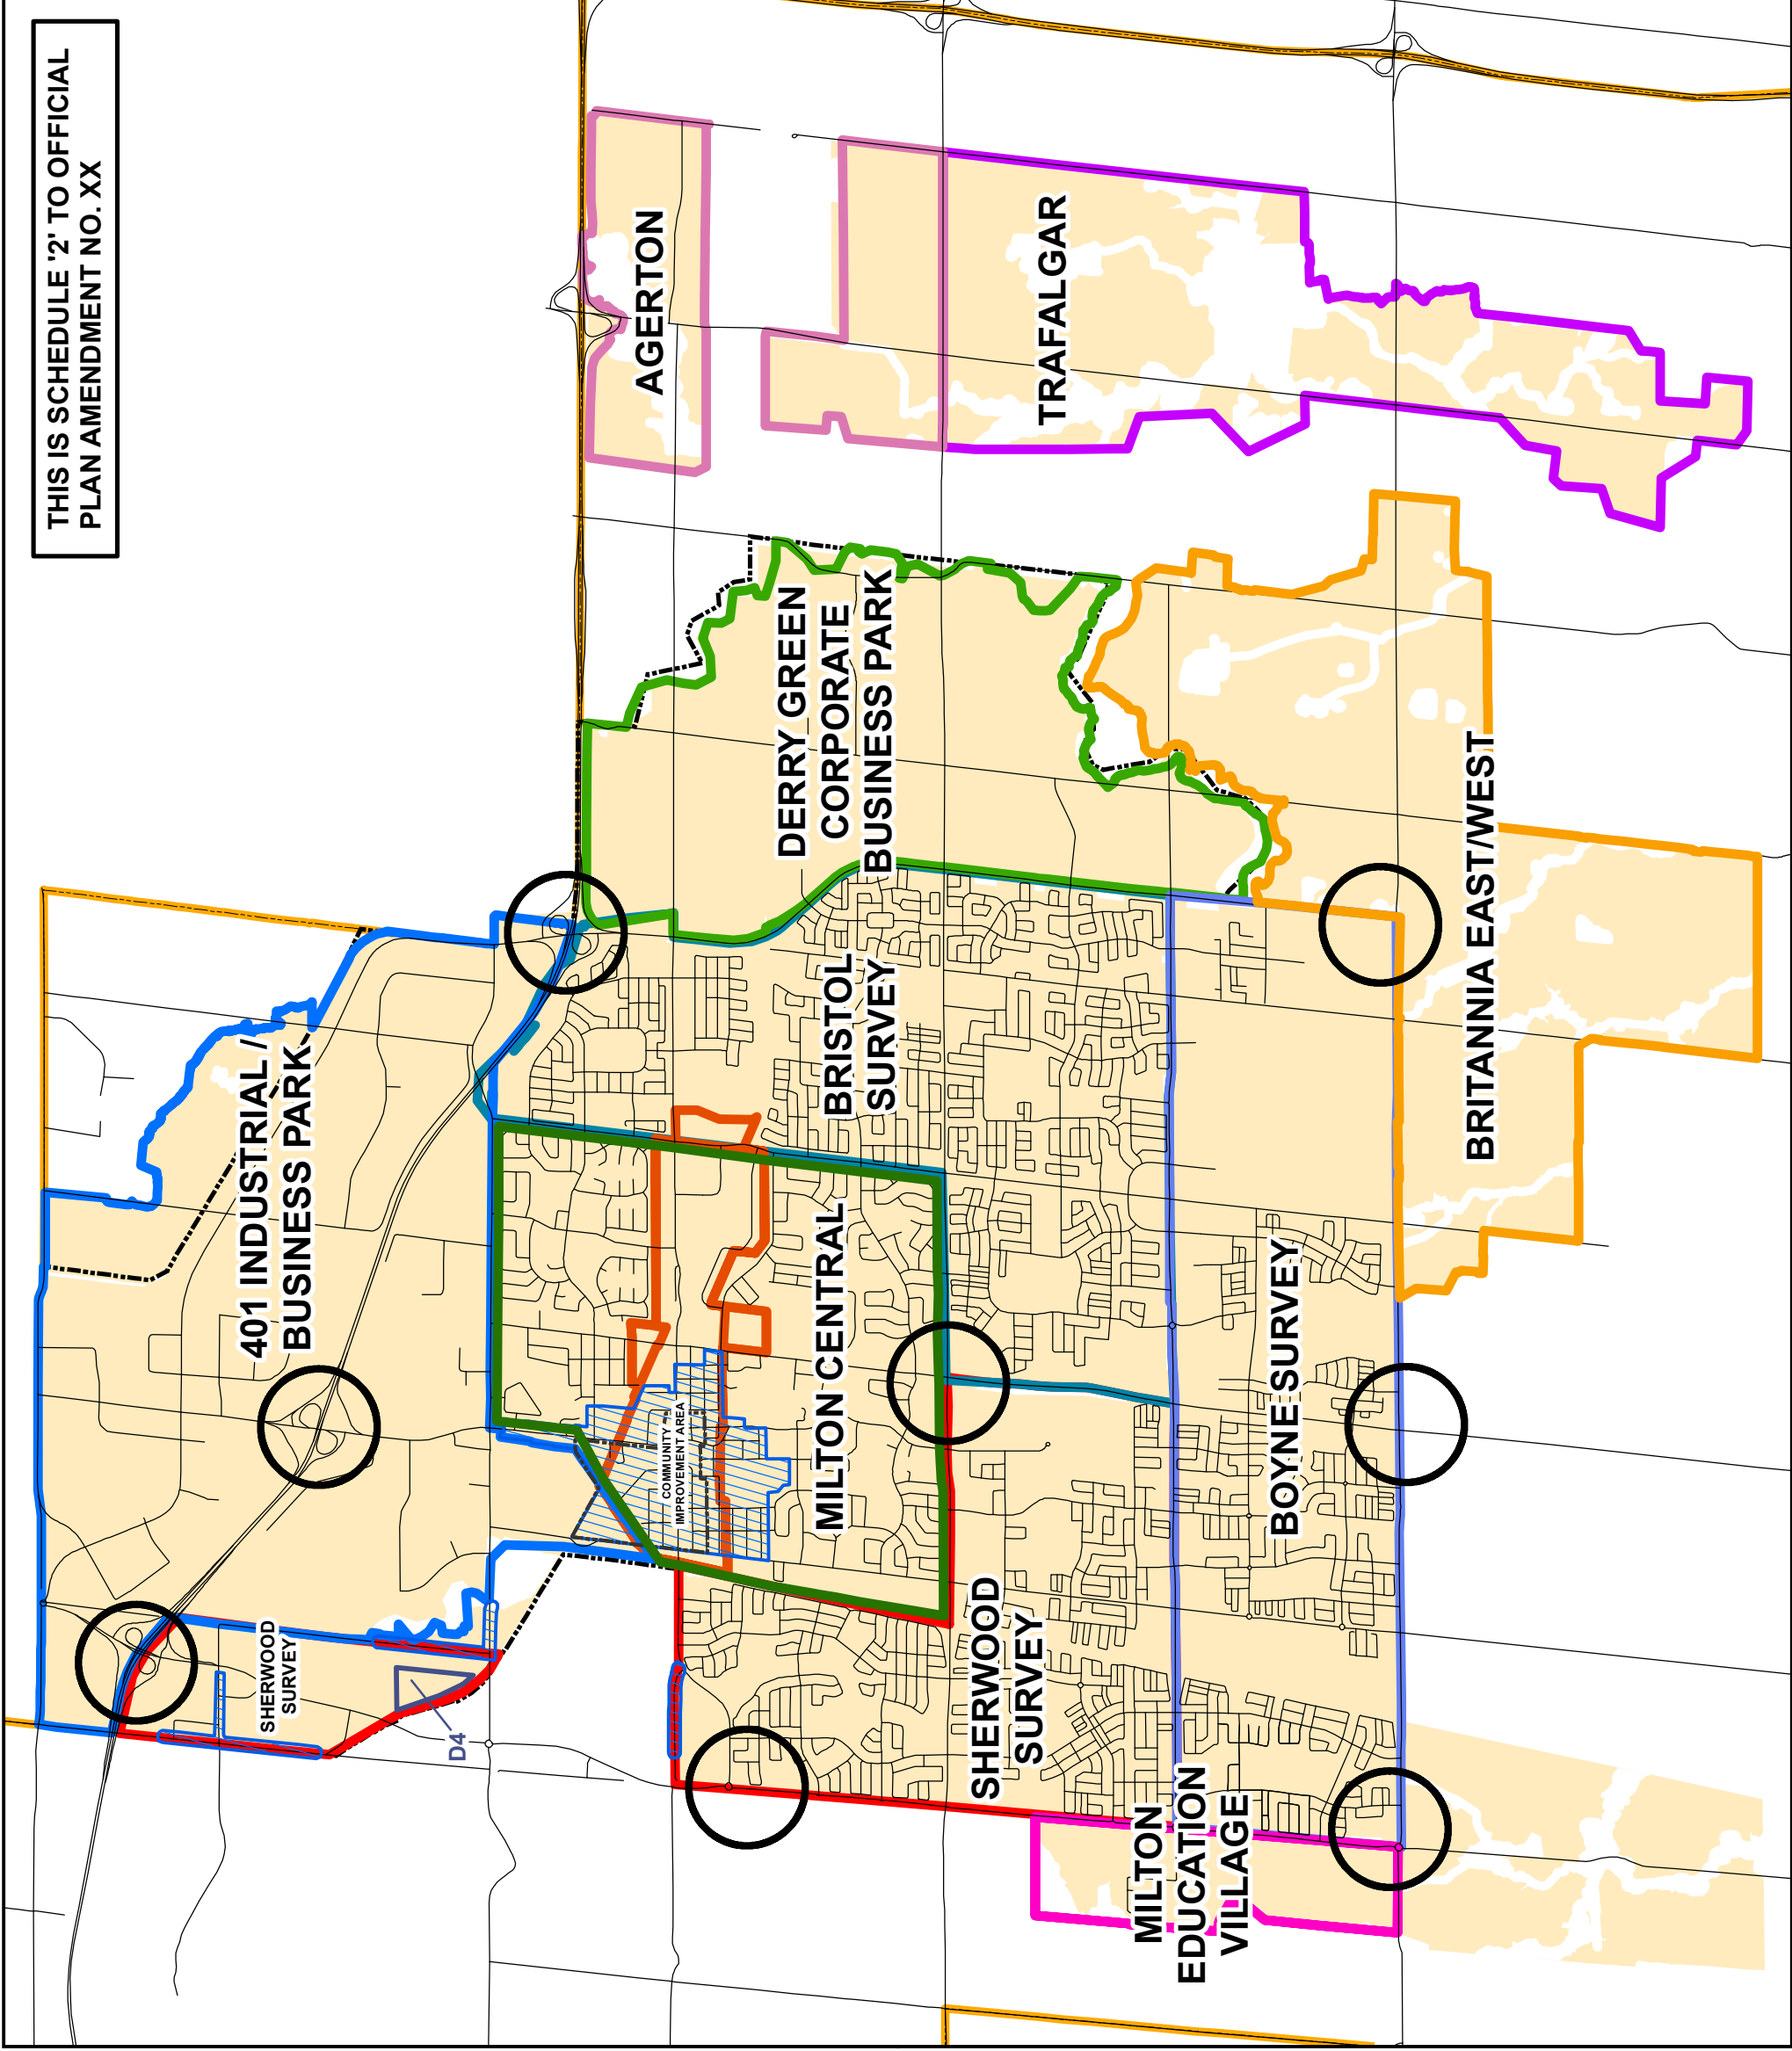 THIS IS SCHEDULE '2' TO OFFICIAL
PLAN AMENDMENT NO. XX
AGERTON
TRAFALGAR
DERRY GREEN
CORPORATE
BUSINESS PARK
401 INDUSTRIAL /
BUSINESS PARK
BRISTOL
SURVEY
BRITANNIA EAST/WEST
MILTON CENTRAL
COMMUNITY
IMPROVEMENT AREA
BOYNE SURVEY
SHERWOOD
SURVEY
D4
SHERWOOD
SURVEY
MILTON
EDUCATION
VILLAGE